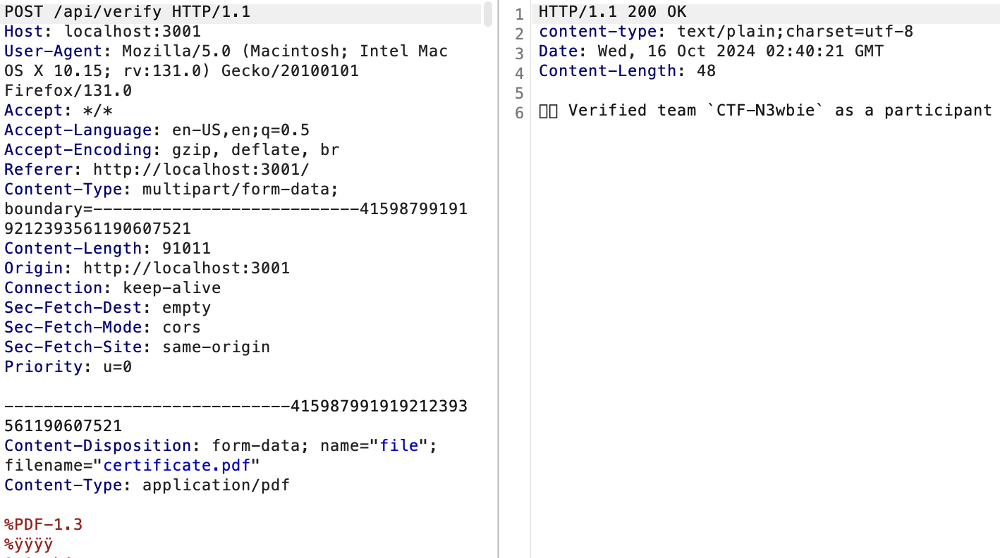 POST /api/verify HTTP/1.1
Host: localhost:3001
User-Agent: Mozilla/5.0 (Macintosh; Intel Mac
OS X 10.15; rv:131.0) Gecko/20100101
Firefox/131.0
Accept: */*
Accept-Language: en-US,en;q=0.5
Accept-Encoding: gzip, deflate, br
Referer: http://localhost:3001/
Content-Type: multipart/form-data;
boundary=---------------------------41598799191
9212393561190607521
Content-Length: 91011
Origin: http://localhost:3001
Connection: keep-alive
Sec-Fetch-Dest: empty
Sec-Fetch-Mode: cors
Sec-Fetch-Site: same-origin
Priority: u=0
-----------------------------415987991919212393
561190607521
Content-Disposition: form-data; name="file";
filename="certificate.pdf"
Content-Type: application/pdf
%PDF-1.3
%ÿÿÿÿ
1 HTTP/1.1 200 OK
2 content-type: text/plain;charset=utf-8
3 Date: Wed, 16 Oct 2024 02:40:21 GMT
4 Content-Length: 48
5
6 Verified team `CTF-N3wbie` as a participant